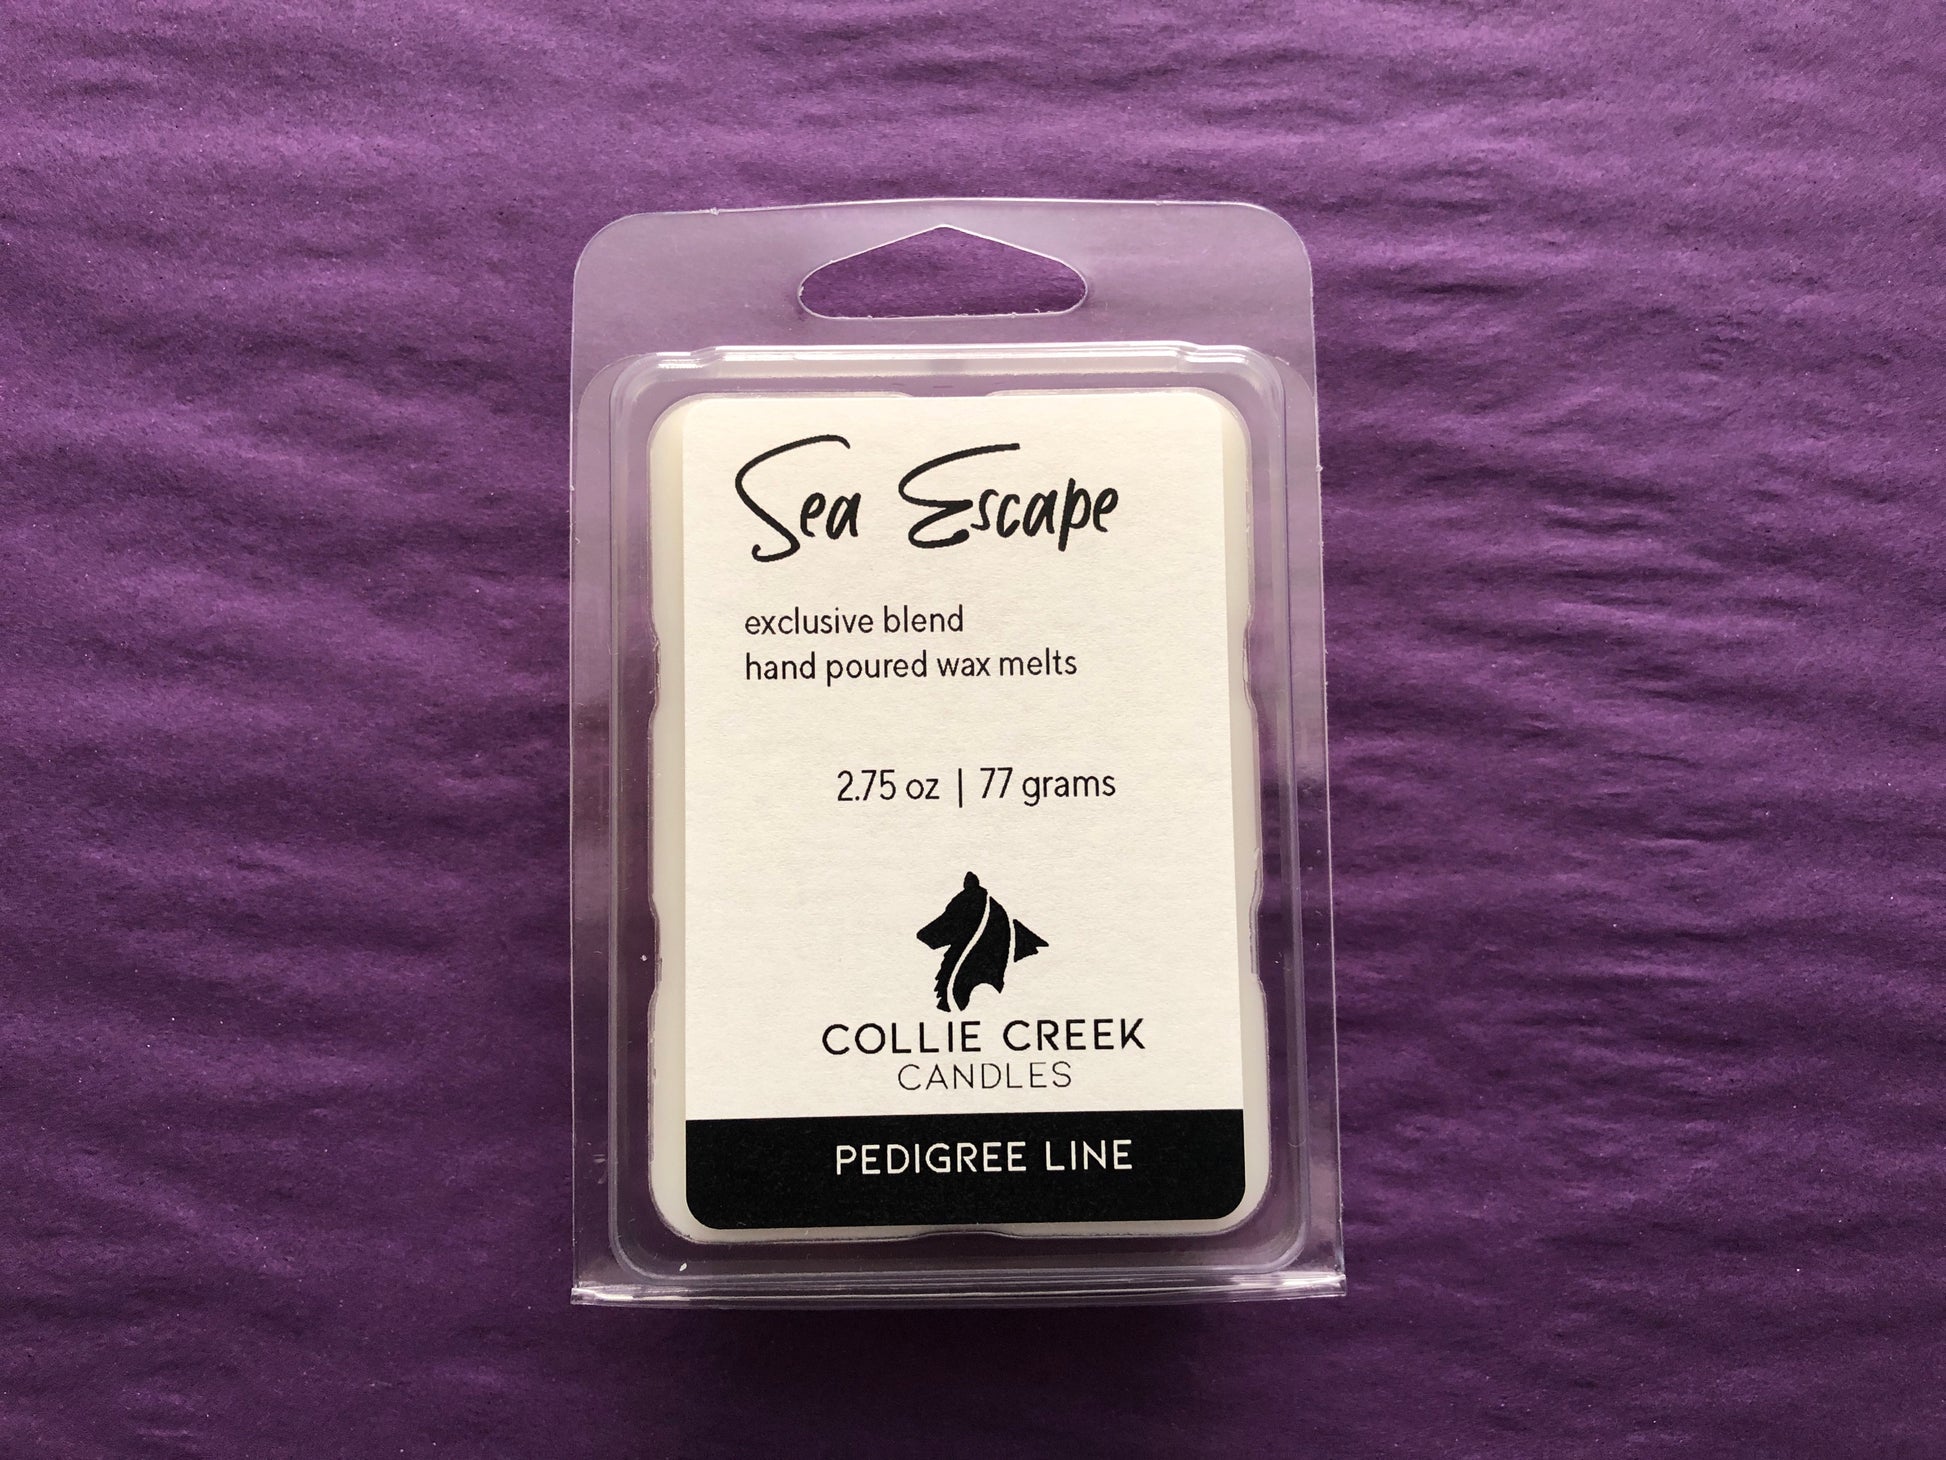 Sea Escape
exclusive blend
hand poured wax melts
2.75 oz | 77 grams
COLLIE CREEK
CANDLES
PEDIGREE LINE